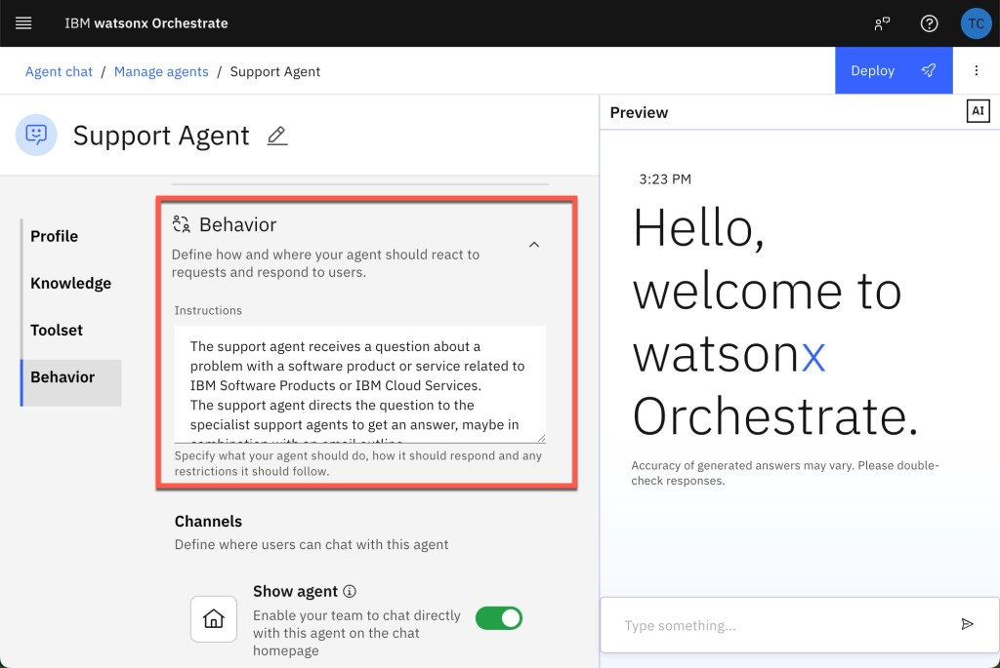 IBM watsonx Orchestrate
TC
Agent chat / Manage agents / Support Agent
Deploy
Support Agent
Preview
AI
Profile
Knowledge
Toolset
Behavior
Behavior
Define how and where your agent should react to
requests and respond to users.
Instructions
The support agent receives a question about a
problem with a software product or service related to
IBM Software Products or IBM Cloud Services.
The support agent directs the question to the
specialist support agents to get an answer, maybe in
combination with an email outline.
Specify what your agent should do, how it should respond and any
restrictions it should follow.
Channels
Define where users can chat with this agent
Show agent
Enable your team to chat directly
with this agent on the chat
homepage
3:23 PM
Hello,
welcome to
watsonx
Orchestrate.
Accuracy of generated answers may vary. Please double-
check responses.
Type something...